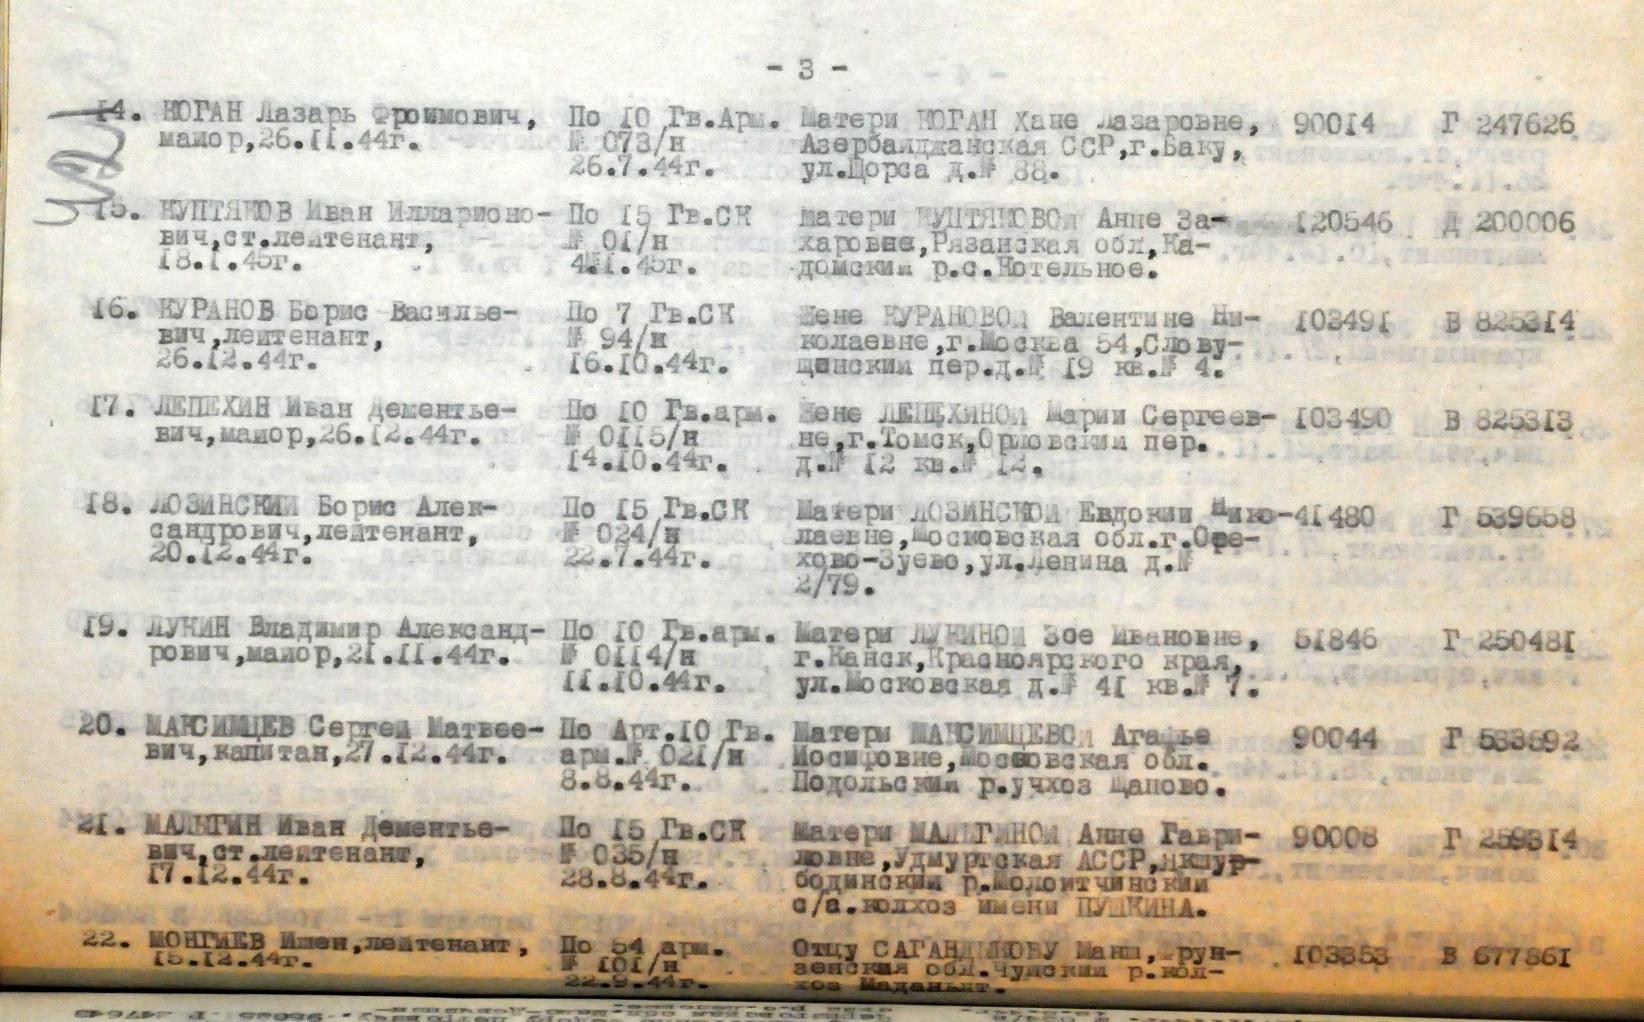 - 3 -
14. КОГАН Лазарь Фроимович, По 10 Гв.Арм. Матери КОГАН Хане Лазаровне, 90014 Г 247626
майор,26.11.44г. № 073/н Азербайджанская ССР,г.Баку,
26.7.44г. ул.Щорса д.№ 88.
15. КУПТЯКОВ Иван Илларионо- По 15 Гв.СК Матери КУПТЯКОВОЙ Анне За- 120546 Д 200006
вич,ст.лейтенант, № 01/н харовне,Рязанская обл,Ка-
18.1.45г. 4.1.45г. домский р.с.Котельное.
16. КУРАНОВ Борис Василье- По 7 Гв.СК Жене КУРАНОВОЙ Валентине Ни- 103491 В 825314
вич,лейтенант, № 94/н колаевне,г.Москва 54,Слову-
26.12.44г. 16.10.44г. щенский пер.д.№ 19 кв.№ 4.
17. ЛЕПЕХИН Иван Дементье- По 10 Гв.арм. Жене ЛЕПЕХИНОЙ Марии Сергеев- 103490 В 825313
вич,майор,26.12.44г. № 0115/н не,г.Томск,Орловский пер.
14.10.44г. д.№ 12 кв.№ 12.
18. ЛОЗИНСКИЙ Борис Алек- По 15 Гв.СК Матери ЛОЗИНСКОЙ Евдокии Нико- 41480 Г 539658
сандрович,лейтенант, № 024/н лаевне,Московская обл.г.Оре-
20.12.44г. 22.7.44г. хово-Зуево,ул.Ленина д.№
2/79.
19. ЛУКИН Владимир Александ- По 10 Гв.арм. Матери ЛУКИНОЙ Зое Ивановне, 51846 Г 250481
рович,майор,21.11.44г. № 0114/н г.Канск,Красноярского края,
11.10.44г. ул.Московская д.№ 41 кв.№ 7.
20. МАКСИМЦЕВ Сергей Матвее- По Арт.10 Гв. Матери МАКСИМЦЕВОЙ Агафье 90044 Г 583692
вич,капитан,27.12.44г. арм.№ 021/н Иосифовне,Московская обл.
8.8.44г. Подольский р.учхоз Щапово.
21. МАЛЫГИН Иван Дементье- По 15 Гв.СК Матери МАЛЫГИНОЙ Анне Гаври- 90008 Г 259314
вич,ст.лейтенант, № 035/н ловне,Удмуртская АССР,Якшур-
17.12.44г. 28.8.44г. бодинский р.Молоитчинский
с/а.колхоз имени ПУШКИНА.
22. МОНГИЕВ Ишен,лейтенант, По 54 арм. Отцу САГАНДЫКОВУ Манш,Фрун- 103353 В 677861
15.12.44г. № 101/н зенская обл.Чуйский р.кол-
22.9.44г. хоз